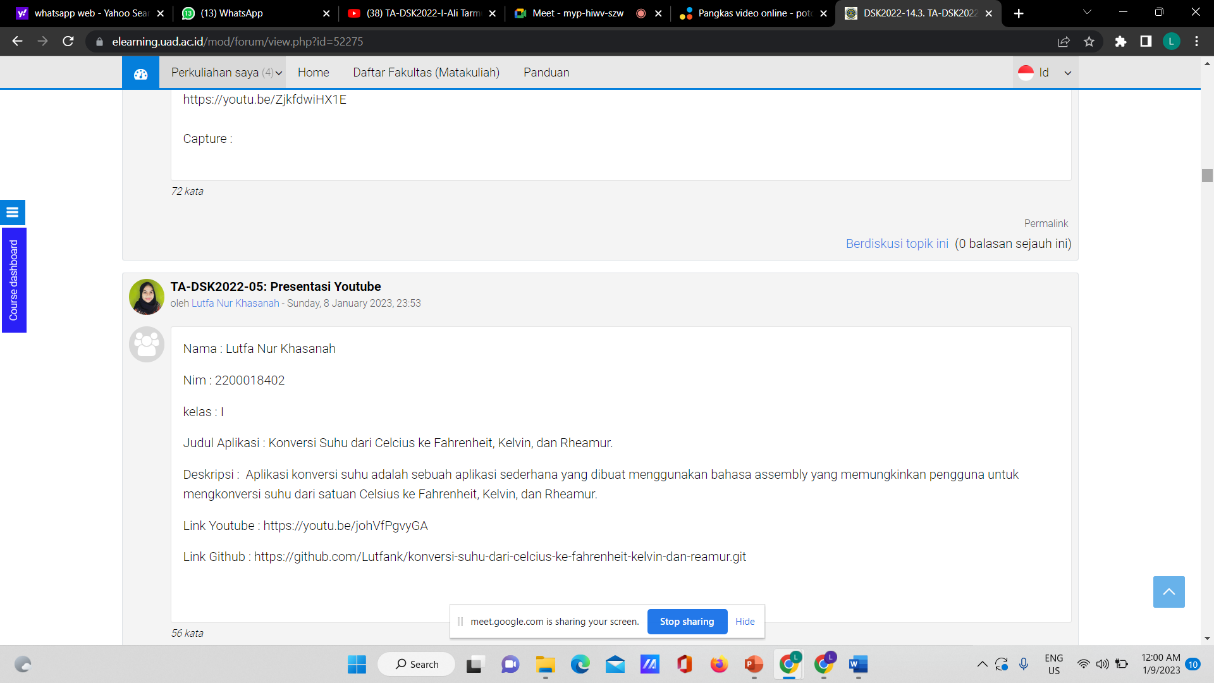 whatsapp web - Yahoo Sea
(13) WhatsApp
(38) TA-DSK2022-I-Ali Tarm
Meet - myp-hiwv-szw
Pangkas video online - pot
DSK2022-14.3. TA-DSK2022
elearning.uad.ac.id/mod/forum/view.php?id=52275
L
Perkuliahan saya (4)
Home
Daftar Fakultas (Matakuliah)
Panduan
Id
https://youtu.be/ZjkfdwiHX1E
Capture :
72 kata
Permalink
Berdiskusi topik ini (0 balasan sejauh ini)
Course dashboard
TA-DSK2022-05: Presentasi Youtube
oleh Lutfa Nur Khasanah - Sunday, 8 January 2023, 23:53
Nama : Lutfa Nur Khasanah
Nim : 2200018402
kelas : I
Judul Aplikasi : Konversi Suhu dari Celcius ke Fahrenheit, Kelvin, dan Rheamur.
Deskripsi :  Aplikasi konversi suhu adalah sebuah aplikasi sederhana yang dibuat menggunakan bahasa assembly yang memungkinkan pengguna untuk
mengkonversi suhu dari satuan Celsius ke Fahrenheit, Kelvin, dan Rheamur.
Link Youtube : https://youtu.be/johVfPgvyGA
Link Github : https://github.com/Lutfank/konversi-suhu-dari-celcius-ke-fahrenheit-kelvin-dan-reamur.git
56 kata
meet.google.com is sharing your screen.
Stop sharing
Hide
Search
ENG
US
12:00 AM
1/9/2023
10